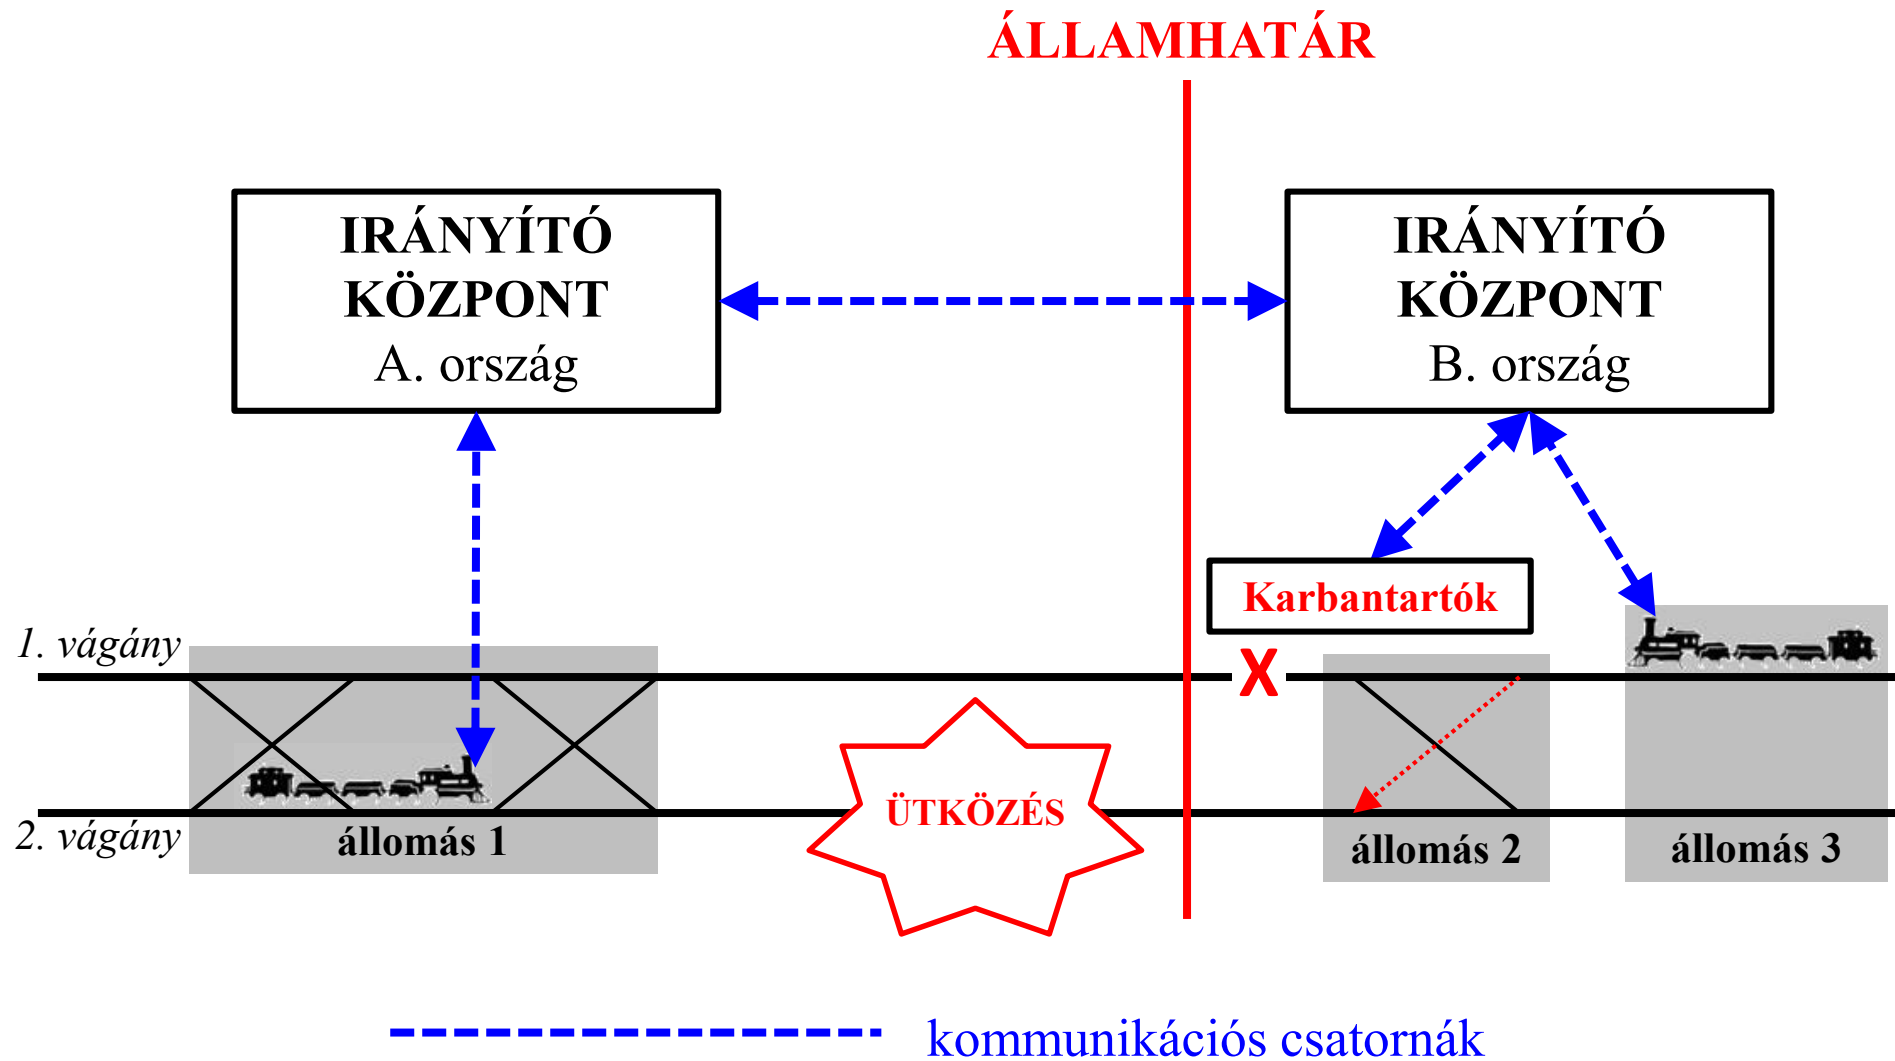 ÁLLAMHATÁR
IRÁNYÍTÓ
KÖZPONT
A. ország
IRÁNYÍTÓ
KÖZPONT
B. ország
Karbantartók
1. vágány
X
ÜTKÖZÉS
2. vágány
állomás 1
állomás 2
állomás 3
kommunikációs csatornák